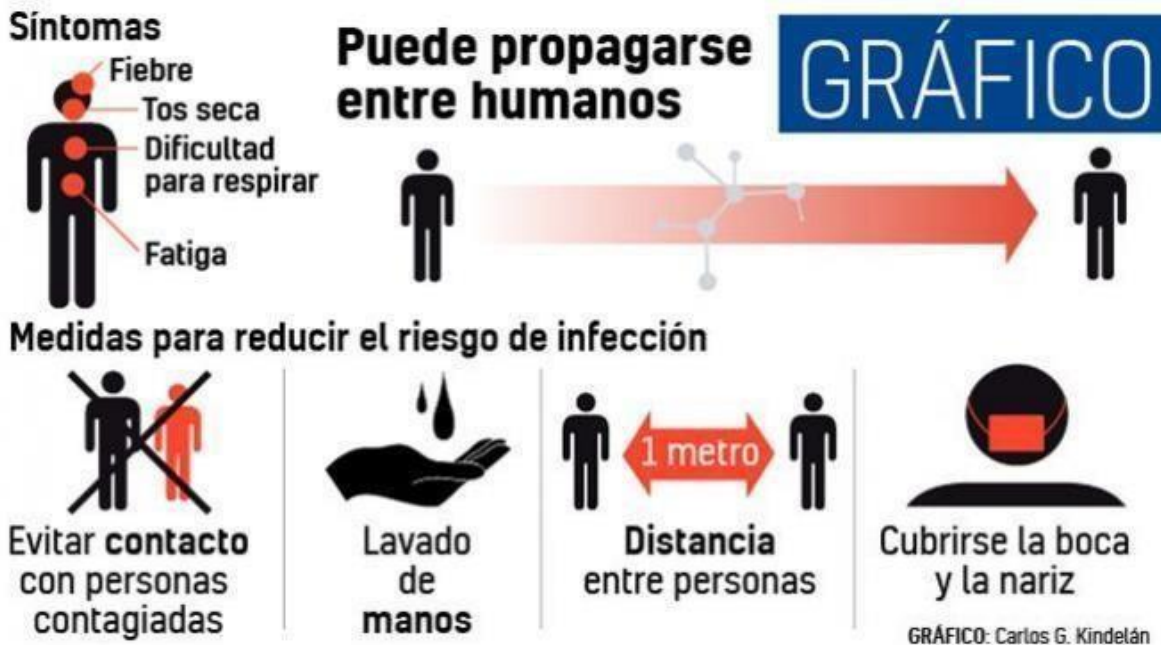 Síntomas
Fiebre
Tos seca
Dificultad
para respirar
Fatiga
Puede propagarse
entre humanos
GRÁFICO
Medidas para reducir el riesgo de infección
Evitar contacto
con personas
contagiadas
Lavado
de
manos
1 metro
Distancia
entre personas
Cubrirse la boca
y la nariz
GRÁFICO: Carlos G. Kindelán